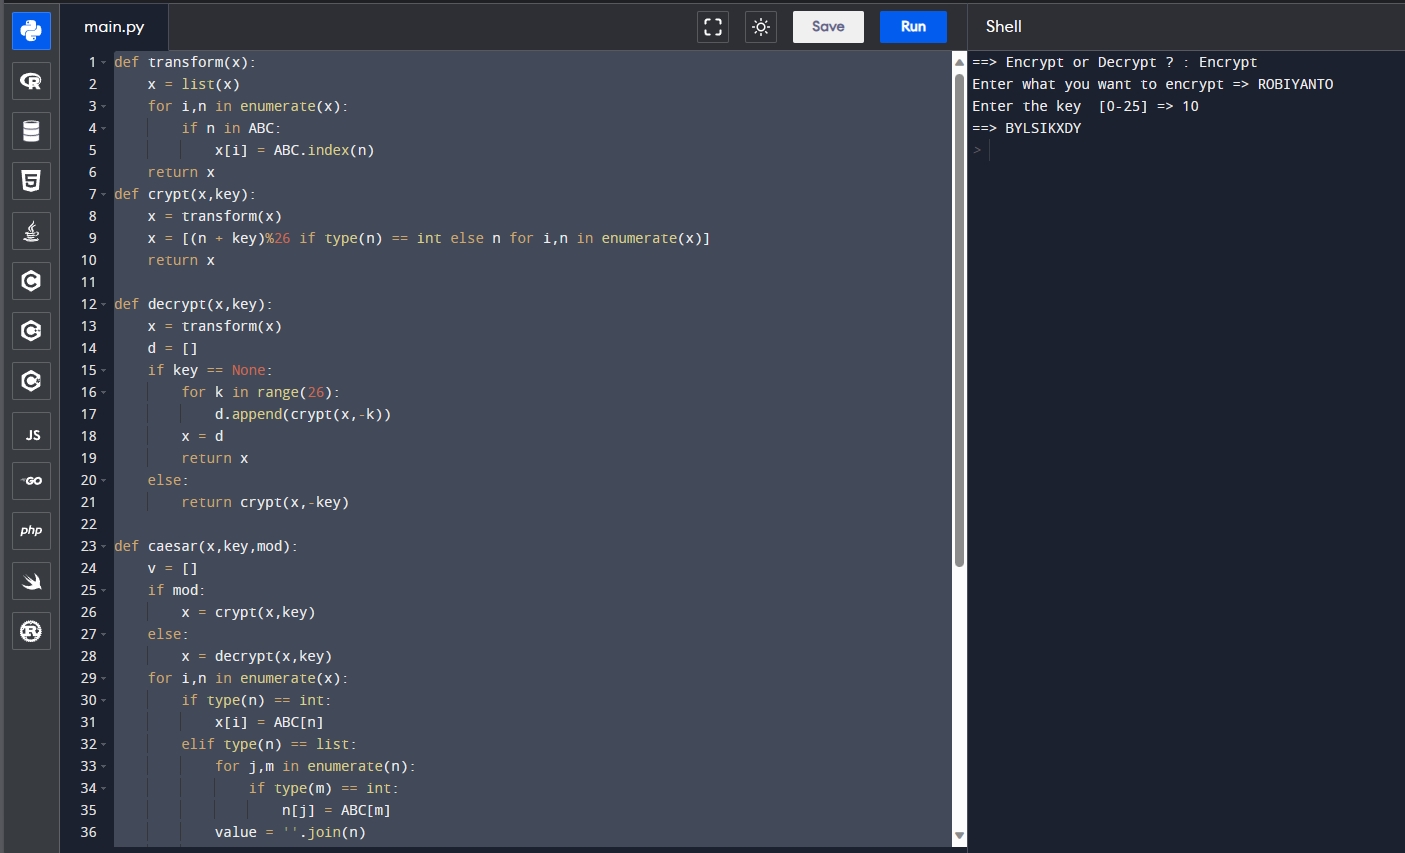 main.py
Save
Run
Shell
1 def transform(x):
2     x = list(x)
3     for i,n in enumerate(x):
4         if n in ABC:
5             x[i] = ABC.index(n)
6     return x
7 def crypt(x,key):
8     x = transform(x)
9     x = [(n + key)%26 if type(n) == int else n for i,n in enumerate(x)]
10     return x
11
12 def decrypt(x,key):
13     x = transform(x)
14     d = []
15     if key == None:
16         for k in range(26):
17             d.append(crypt(x,-k))
18         x = d
19         return x
20     else:
21         return crypt(x,-key)
22
23 def caesar(x,key,mod):
24     v = []
25     if mod:
26         x = crypt(x,key)
27     else:
28         x = decrypt(x,key)
29     for i,n in enumerate(x):
30         if type(n) == int:
31             x[i] = ABC[n]
32         elif type(n) == list:
33             for j,m in enumerate(n):
34                 if type(m) == int:
35                     n[j] = ABC[m]
36             value = ''.join(n)
==> Encrypt or Decrypt ? : Encrypt
Enter what you want to encrypt => ROBIYANTO
Enter the key  [0-25] => 10
==> BYLSIKXDY
>
R
5
C
C
C
JS
GO
php
R